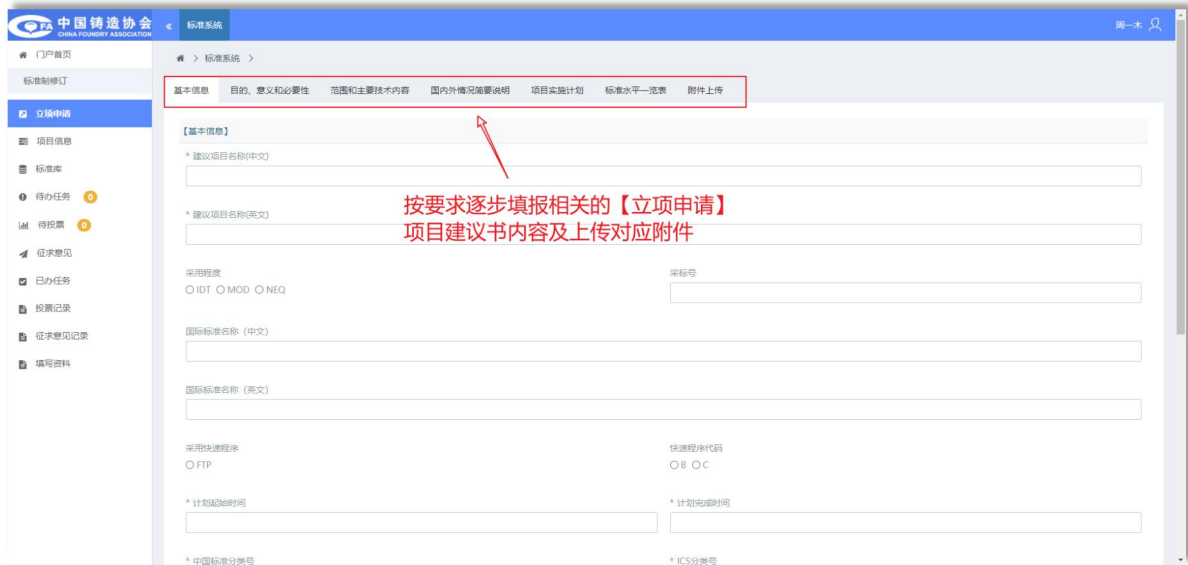 中国铸造协会
CHINA FOUNDRY ASSOCIATION
« 标准系统
周一木
门户首页
标准制修订
立项申请
项目信息
标准库
待办任务 0
待投票 0
征求意见
已办任务
投票记录
征求意见记录
填写资料
> 标准系统 >
基本信息 目的、意义和必要性 范围和主要技术内容 国内外情况简要说明 项目实施计划 标准水平一览表 附件上传
【基本信息】
* 建议项目名称(中文)
按要求逐步填报相关的【立项申请】
* 建议项目名称(英文)
项目建议书内容及上传对应附件
采用程度 采标号
IDT MOD NEQ
国际标准名称（中文）
国际标准名称（英文）
采用快速程序 快速程序代码
FTP B C
* 计划起始时间 * 计划完成时间
* 中国标准分类号 * ICS分类号